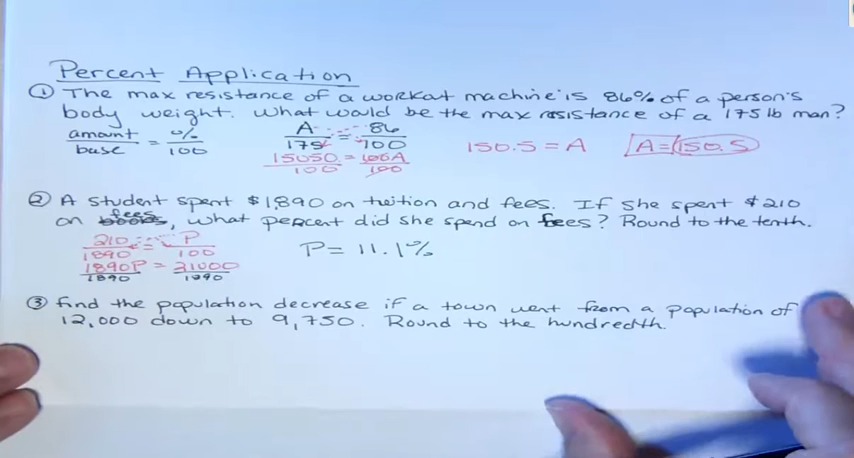 Percent Application
① The max resistance of a workout machine is 86% of a person's
body weight. What would be the max resistance of a 175 lb man?
amount/base = %/100
A/175 = 86/100
15050/100 = 100A/100
150.5 = A
A = 150.5
② A student spent $1,890 on tuition and fees. If she spent $210
on books fees, what percent did she spend on fees? Round to the tenth.
210/1890 = P/100
1890P/1890 = 21000/1890
P = 11.1%
③ Find the population decrease if a town went from a population of
12,000 down to 9,750. Round to the hundredth.